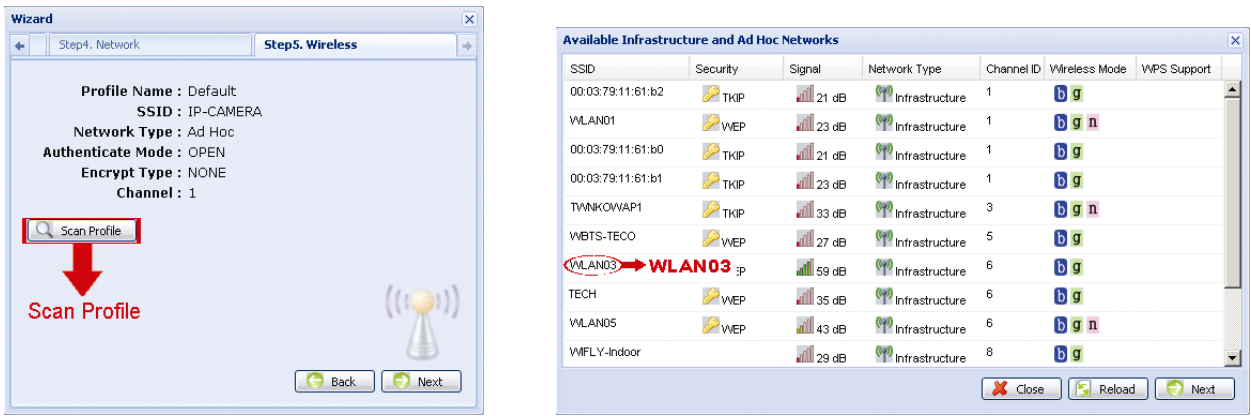 Wizard
Step4. Network
Step5. Wireless
Profile Name : Default
SSID : IP-CAMERA
Network Type : Ad Hoc
Authenticate Mode : OPEN
Encrypt Type : NONE
Channel : 1
Scan Profile
Scan Profile
Back
Next
Available Infrastructure and Ad Hoc Networks
SSID Security Signal Network Type Channel ID Wireless Mode WPS Support
00:03:79:11:61:b2 TKIP 21 dB Infrastructure 1 b g
WLAN01 WEP 23 dB Infrastructure 1 b g n
00:03:79:11:61:b0 TKIP 21 dB Infrastructure 1 b g
00:03:79:11:61:b1 TKIP 23 dB Infrastructure 1 b g
TWNKOWAP1 TKIP 33 dB Infrastructure 3 b g n
WBTS-TECO WEP 27 dB Infrastructure 5 b g
WLAN03 WLAN03 59 dB Infrastructure 6 b g
TECH WEP 35 dB Infrastructure 6 b g
WLAN05 WEP 43 dB Infrastructure 6 b g n
WIFLY-Indoor 29 dB Infrastructure 8 b g
Close
Reload
Next